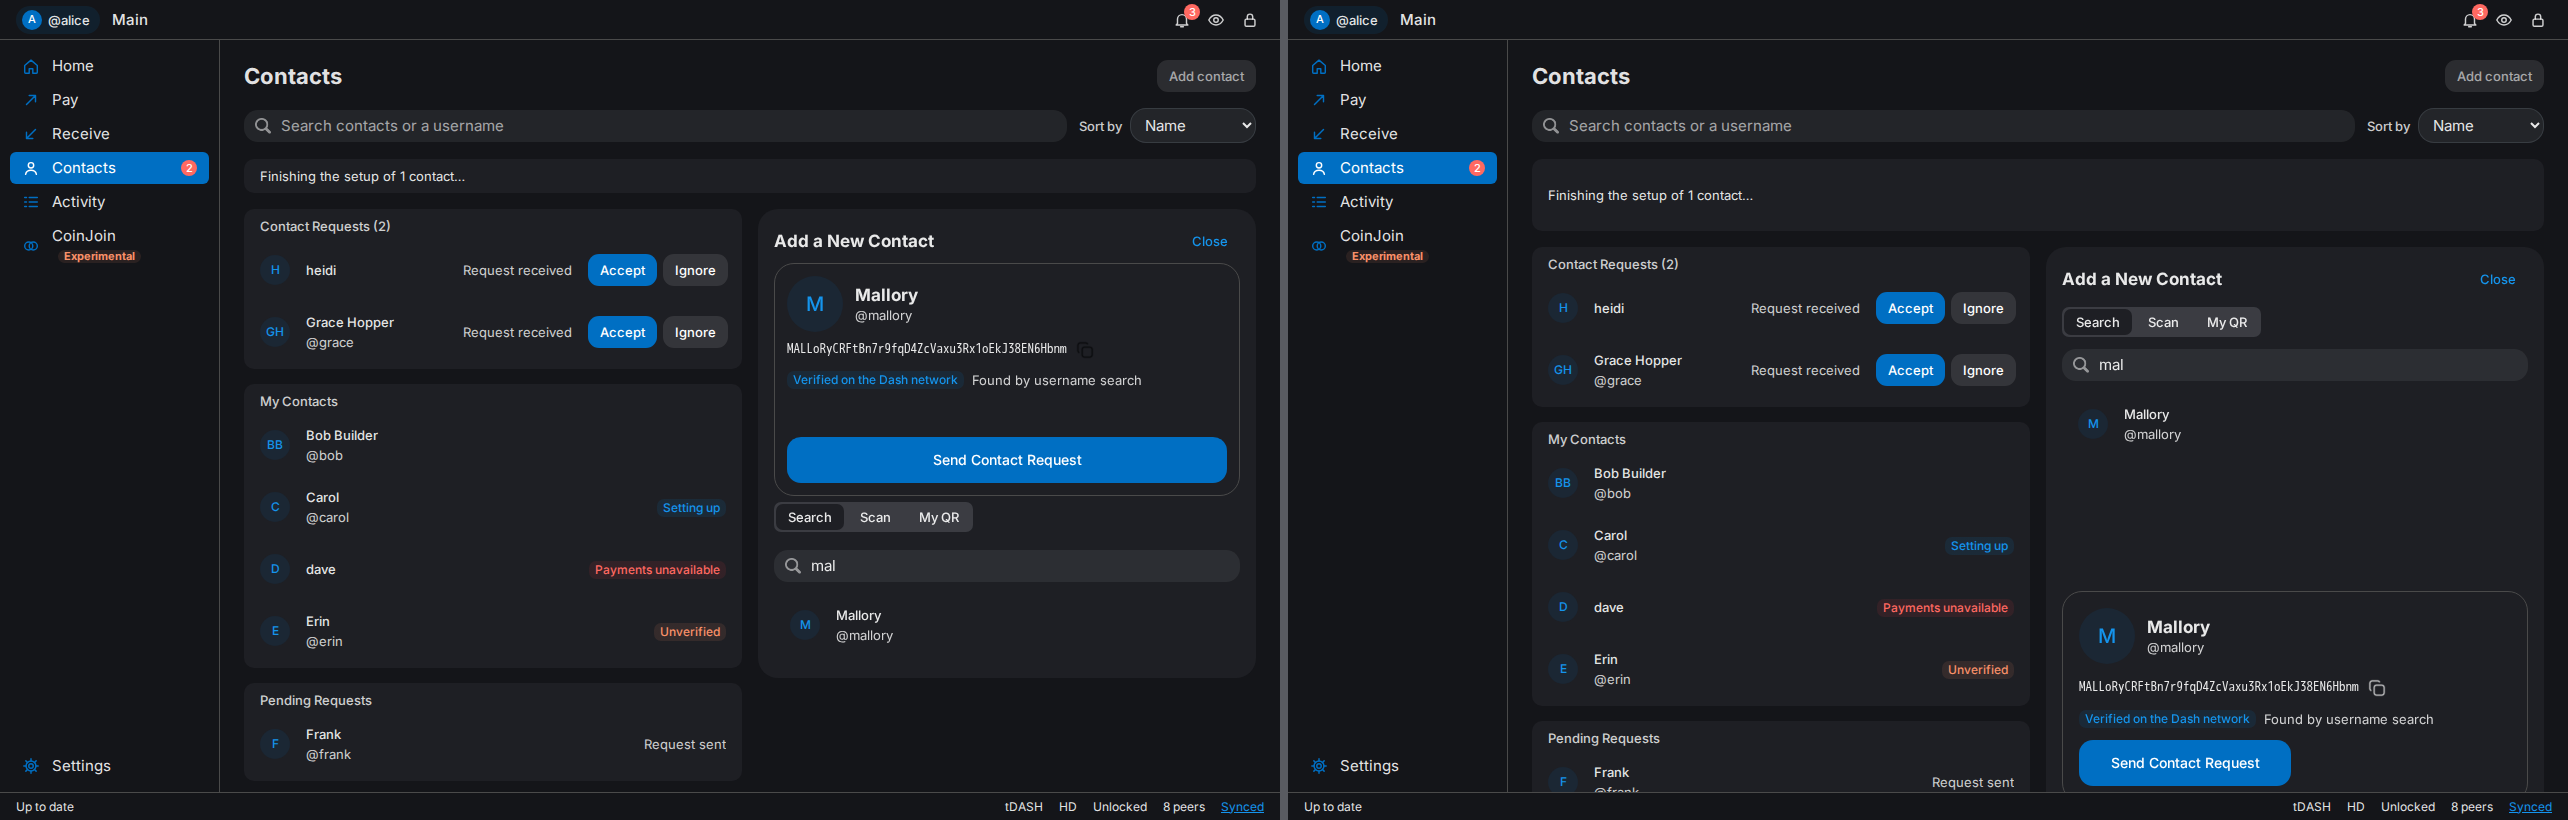 A @alice Main 3
Home
Pay
Receive
Contacts 2
Activity
CoinJoin
Experimental
Settings
Contacts
Add contact
Search contacts or a username
Sort by Name
Finishing the setup of 1 contact...
Contact Requests (2)
H heidi Request received Accept Ignore
GH Grace Hopper
@grace
Request received Accept Ignore
My Contacts
BB Bob Builder
@bob
C Carol
@carol
Setting up
D dave Payments unavailable
E Erin
@erin
Unverified
Pending Requests
F Frank
@frank
Request sent
Add a New Contact Close
M Mallory
@mallory
MALLoRyCRFtBn7r9fqD4ZcVaxu3Rx1oEkJ38EN6Hbnm
Verified on the Dash network Found by username search
Send Contact Request
Search Scan My QR
mal
M Mallory
@mallory
Up to date tDASH HD Unlocked 8 peers Synced
A @alice Main 3
Home
Pay
Receive
Contacts 2
Activity
CoinJoin
Experimental
Settings
Contacts
Add contact
Search contacts or a username
Sort by Name
Finishing the setup of 1 contact...
Contact Requests (2)
H heidi Request received Accept Ignore
GH Grace Hopper
@grace
Request received Accept Ignore
My Contacts
BB Bob Builder
@bob
C Carol
@carol
Setting up
D dave Payments unavailable
E Erin
@erin
Unverified
Pending Requests
F Frank
@frank
Request sent
Add a New Contact Close
Search Scan My QR
mal
M Mallory
@mallory
M Mallory
@mallory
MALLoRyCRFtBn7r9fqD4ZcVaxu3Rx1oEkJ38EN6Hbnm
Verified on the Dash network Found by username search
Send Contact Request
Up to date tDASH HD Unlocked 8 peers Synced